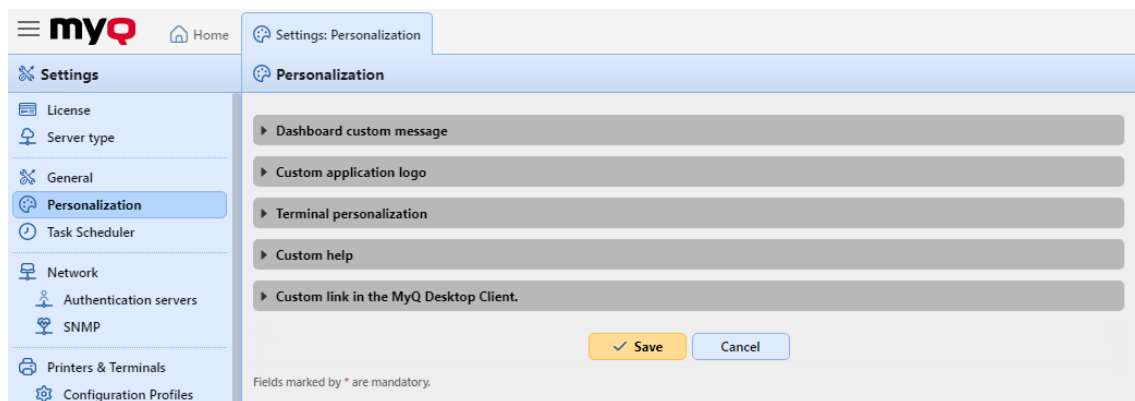 myQ
Home
Settings: Personalization
Settings
Personalization
License
Server type
General
Personalization
Task Scheduler
Network
Authentication servers
SNMP
Printers & Terminals
Configuration Profiles
Dashboard custom message
Custom application logo
Terminal personalization
Custom help
Custom link in the MyQ Desktop Client.
Save
Cancel
Fields marked by * are mandatory.